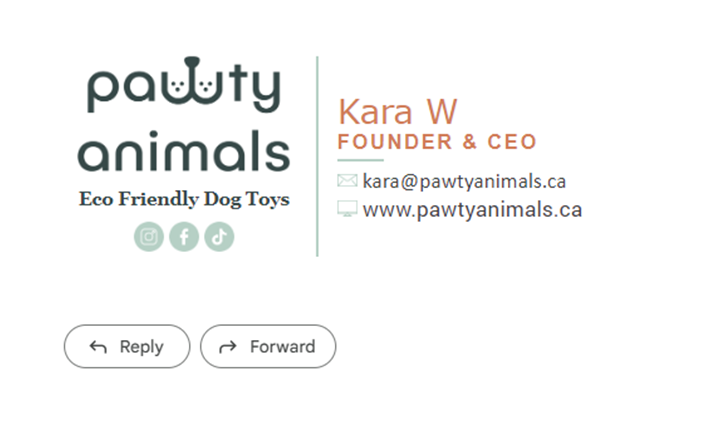 pawty
animals
Eco Friendly Dog Toys
Kara W
FOUNDER & CEO
kara@pawtyanimals.ca
www.pawtyanimals.ca
Reply
Forward